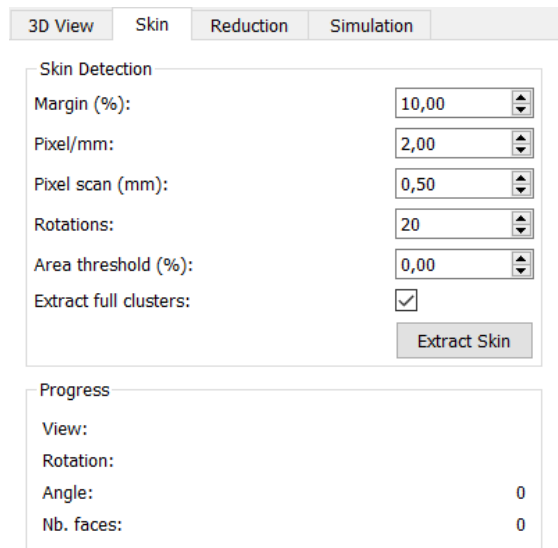 3D View Skin Reduction Simulation
Skin Detection
Margin (%): 10,00
Pixel/mm: 2,00
Pixel scan (mm): 0,50
Rotations: 20
Area threshold (%): 0,00
Extract full clusters:
Extract Skin
Progress
View:
Rotation:
Angle: 0
Nb. faces: 0